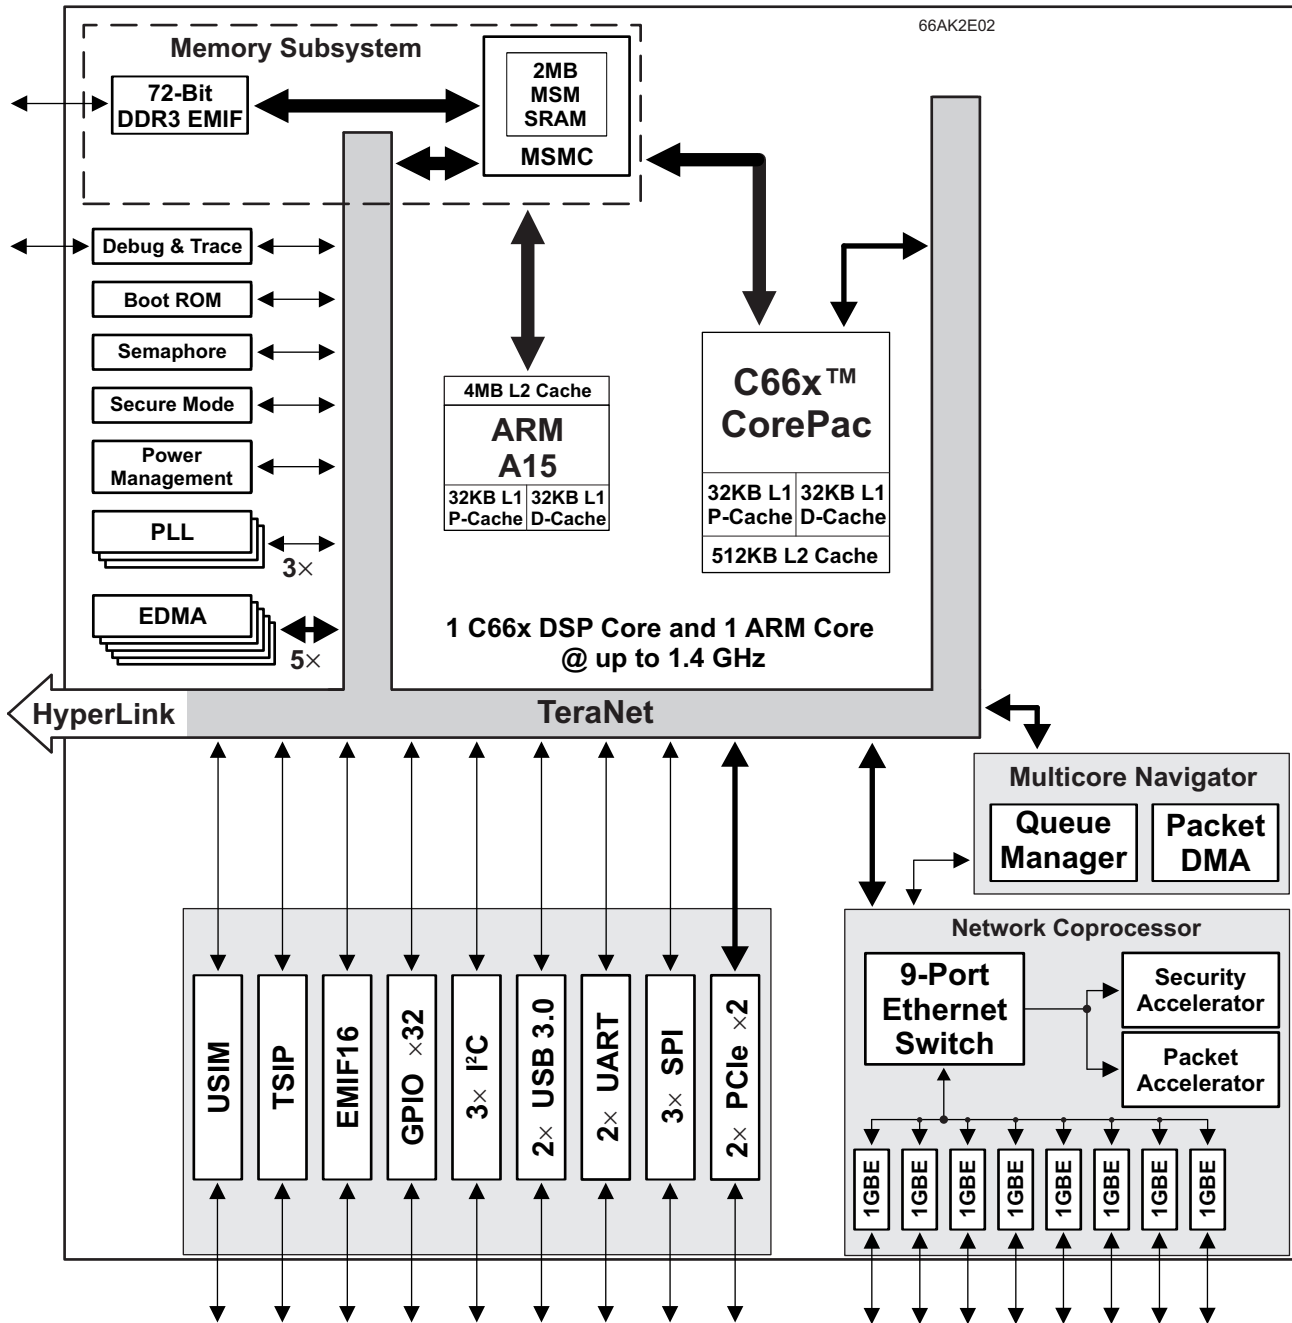 66AK2E02
Memory Subsystem
72-Bit
DDR3 EMIF
2MB
MSM
SRAM
MSMC
Debug & Trace
Boot ROM
Semaphore
Secure Mode
Power
Management
PLL
3×
EDMA
5×
4MB L2 Cache
ARM
A15
32KB L1
P-Cache
32KB L1
D-Cache
C66x™
CorePac
32KB L1
P-Cache
32KB L1
D-Cache
512KB L2 Cache
1 C66x DSP Core and 1 ARM Core
@ up to 1.4 GHz
HyperLink
TeraNet
Multicore Navigator
Queue
Manager
Packet
DMA
Network Coprocessor
9-Port
Ethernet
Switch
Security
Accelerator
Packet
Accelerator
USIM
TSIP
EMIF16
GPIO ×32
3× I²C
2× USB 3.0
2× UART
3× SPI
2× PCIe ×2
1GBE
1GBE
1GBE
1GBE
1GBE
1GBE
1GBE
1GBE